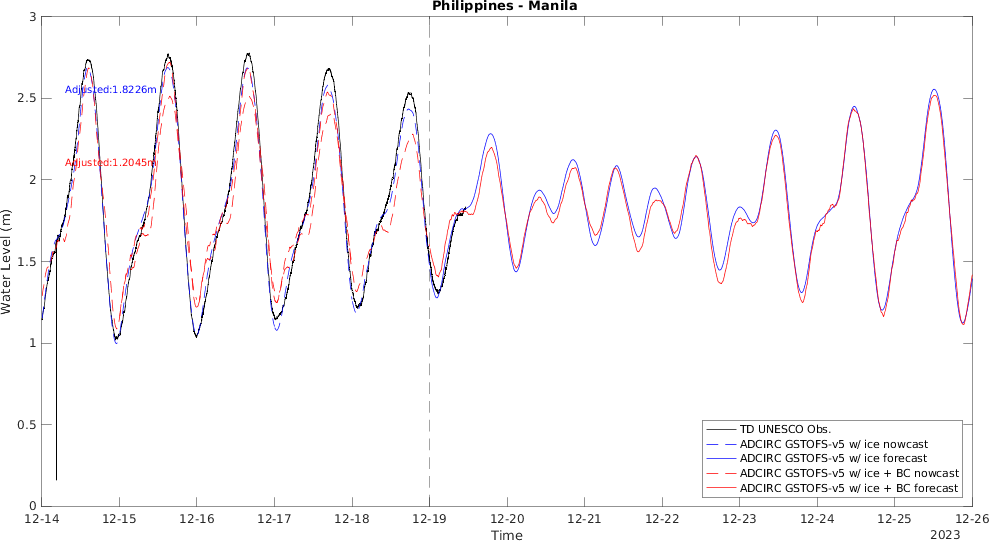 Philippines - Manila
3
2.5
2
1.5
1
0.5
0
Water Level (m)
Adjusted:1.8226m
Adjusted:1.2045m
TD UNESCO Obs.
ADCIRC GSTOFS-v5 w/ ice nowcast
ADCIRC GSTOFS-v5 w/ ice forecast
ADCIRC GSTOFS-v5 w/ ice + BC nowcast
ADCIRC GSTOFS-v5 w/ ice + BC forecast
12-14 12-15 12-16 12-17 12-18 12-19 12-20 12-21 12-22 12-23 12-24 12-25 12-26
Time
2023